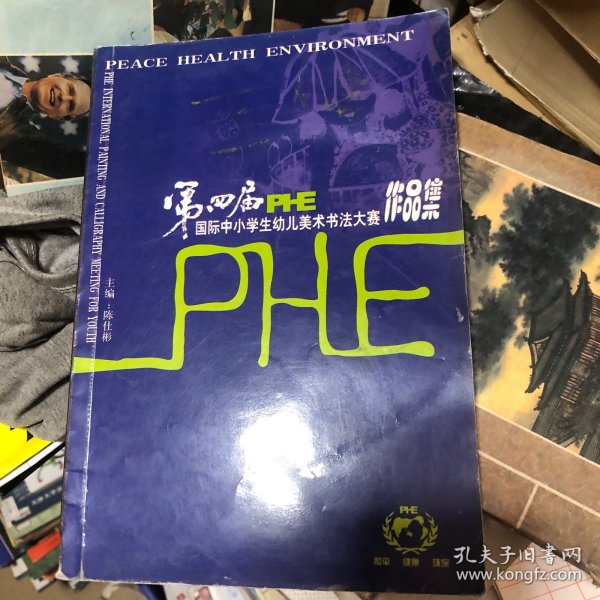 PEACE HEALTH ENVIRONMENT
PHE INTERNATIONAL PAINTING AND CALLIGRAPHY MEETING FOR YOUTH
第四届PHE
国际中小学生幼儿美术书法大赛
作品集
主编：陈仕彬
PHE
PHE
和平 健康 环保
孔夫子旧书网
www.kongfz.com